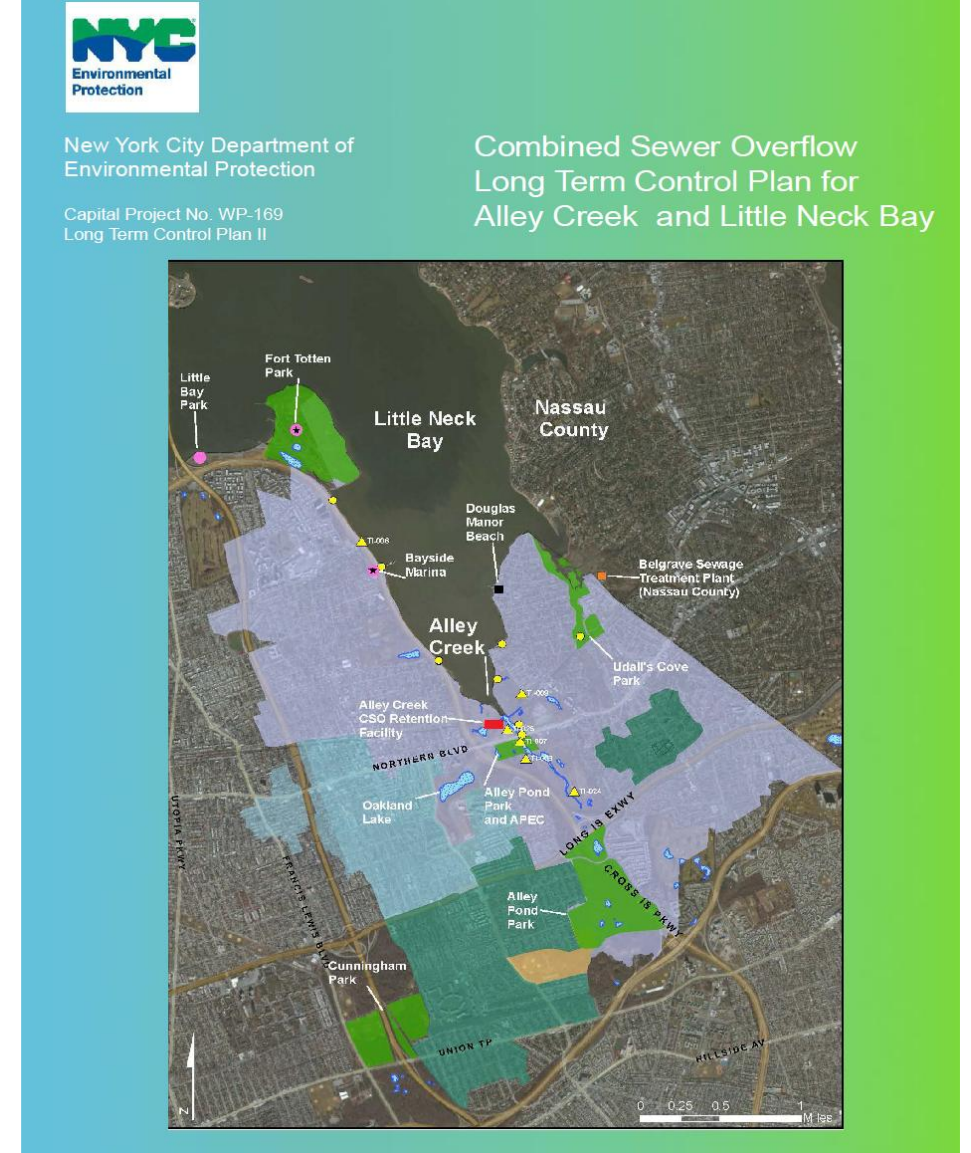 NYC
Environmental
Protection
New York City Department of
Environmental Protection
Capital Project No. WP-169
Long Term Control Plan II
Combined Sewer Overflow
Long Term Control Plan for
Alley Creek and Little Neck Bay
Fort Totten
Park
Little
Bay
Park
Little Neck
Bay
Nassau
County
Douglas
Manor
Beach
TI-006
Bayside
Marina
Belgrave Sewage
Treatment Plant
(Nassau County)
Alley
Creek
Udall's Cove
Park
Alley Creek
CSO Retention
Facility
TI-007
TI-024
NORTHERN BLVD
Oakland
Lake
Alley Pond
Park
and APEC
LONG IS EXWY
CROSS IS PKWY
UTOPIA PKWY
FRANCIS LEWIS BLVD
Alley
Pond
Park
Cunningham
Park
UNION TP
HILLSIDE AV
N
0 0.25 0.5 1
Miles